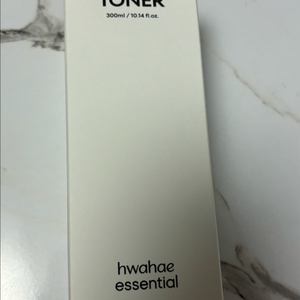 TONER
300ml / 10.14 fl.oz.
hwahae
essential